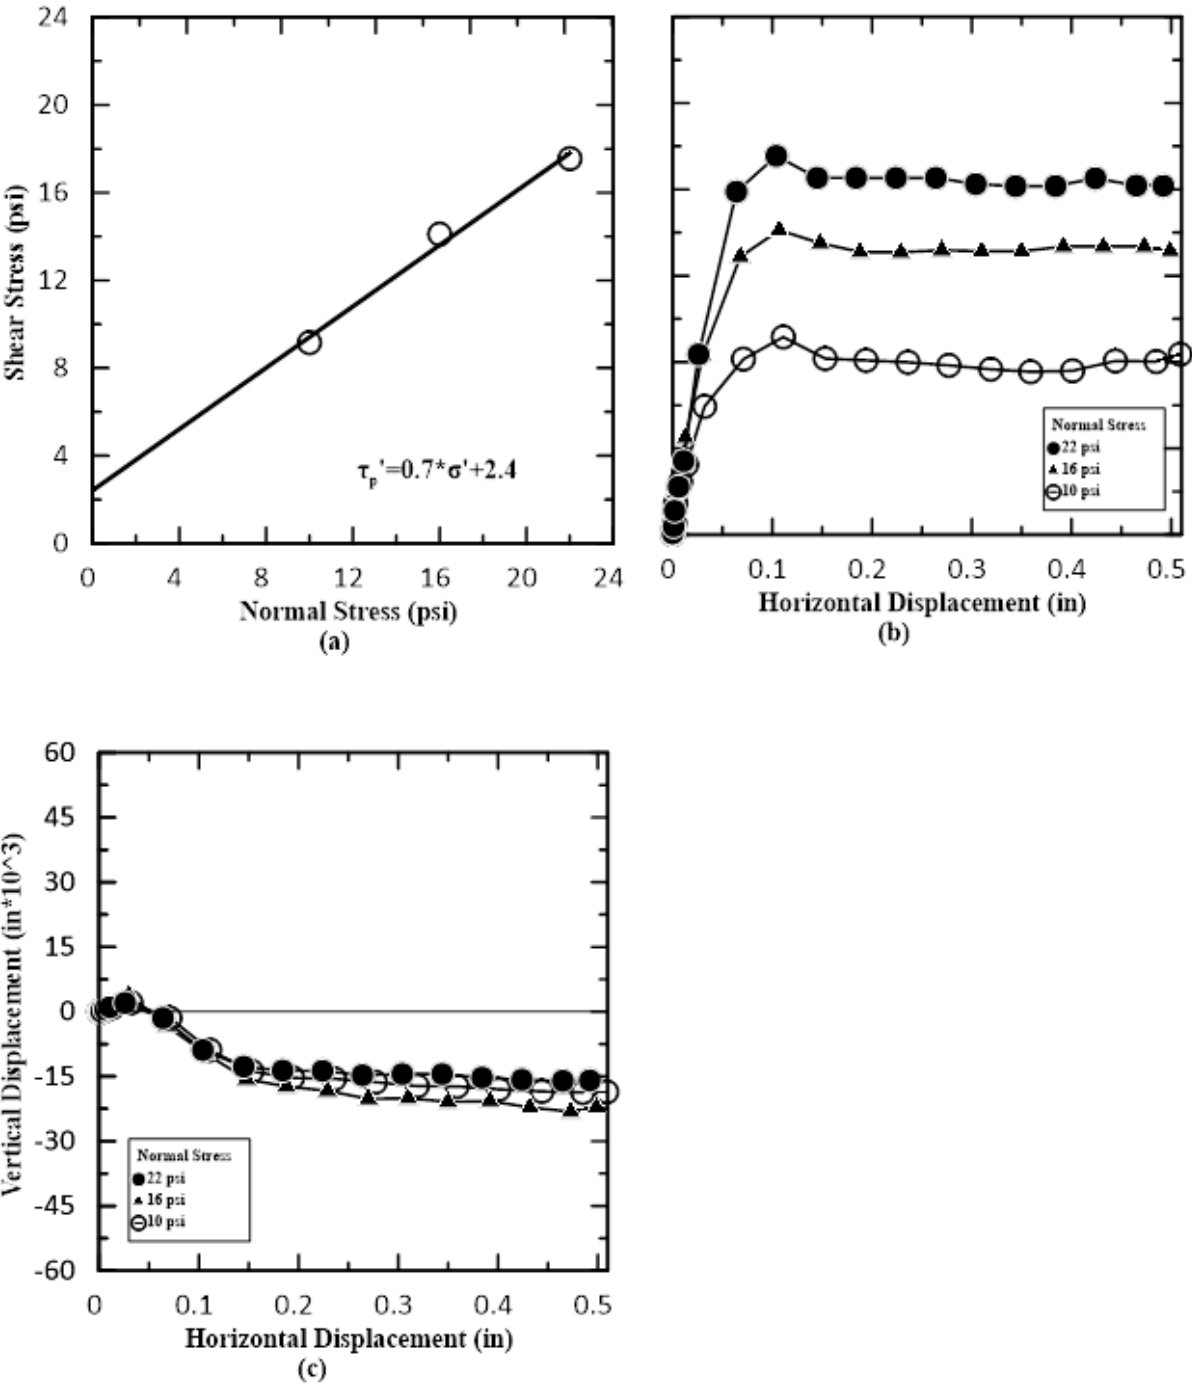 24
20
16
12
8
4
0
0 4 8 12 16 20 24
Shear Stress (psi)
τp'=0.7*σ'+2.4
Normal Stress (psi)
(a)
Normal Stress
22 psi
16 psi
10 psi
0 0.1 0.2 0.3 0.4 0.5
Horizontal Displacement (in)
(b)
60
45
30
15
0
-15
-30
-45
-60
Vertical Displacement (in*10^3)
Normal Stress
22 psi
16 psi
10 psi
0 0.1 0.2 0.3 0.4 0.5
Horizontal Displacement (in)
(c)